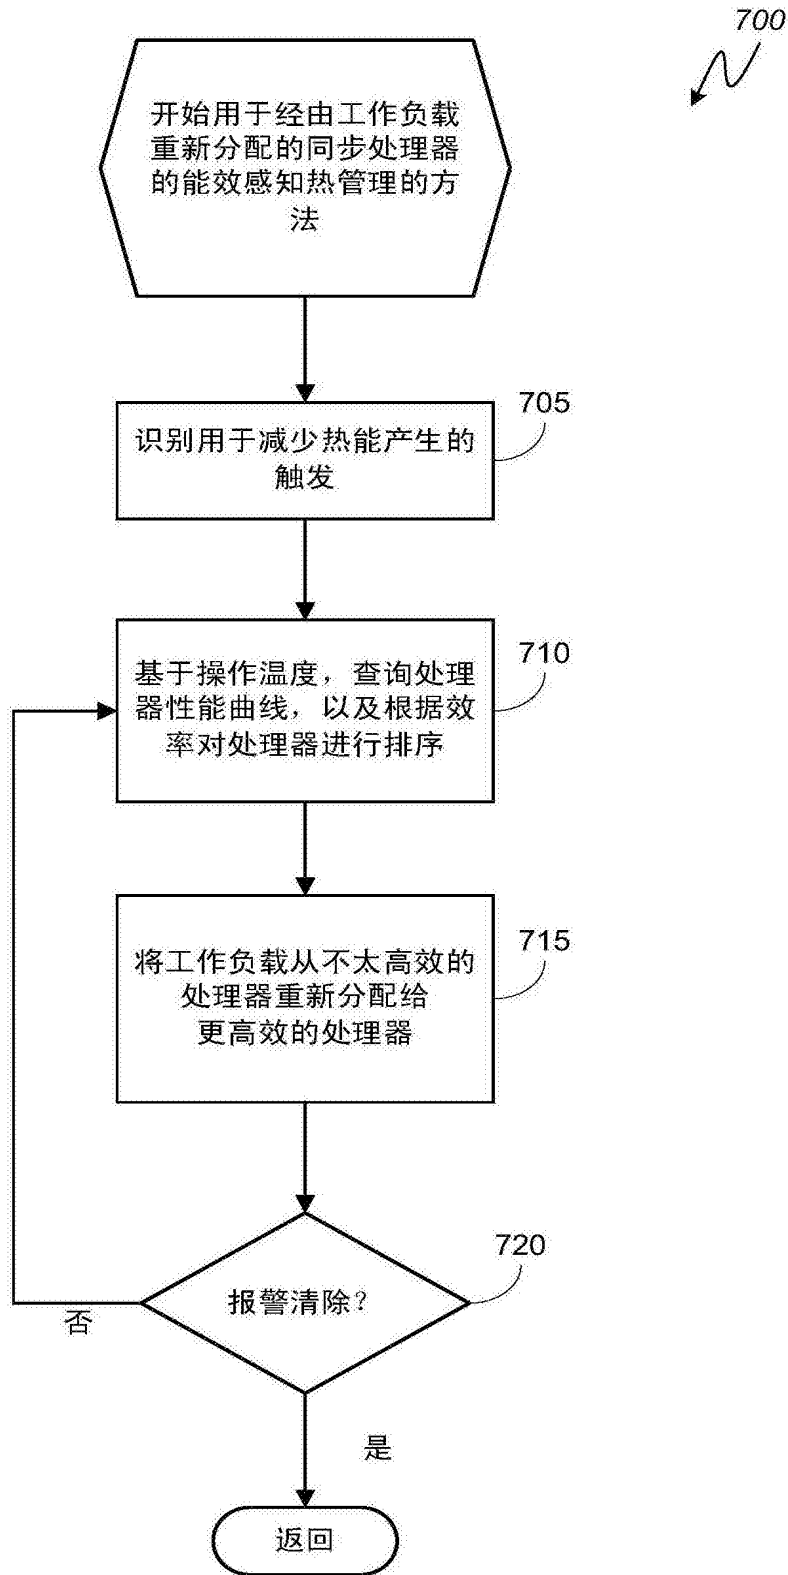 700
开始用于经由工作负载
重新分配的同步处理器
的能效感知热管理的方
法
705
识别用于减少热能产生的
触发
710
基于操作温度，查询处理
器性能曲线，以及根据效
率对处理器进行排序
715
将工作负载从不太高效的
处理器重新分配给
更高效的处理器
720
报警清除？
否
是
返回